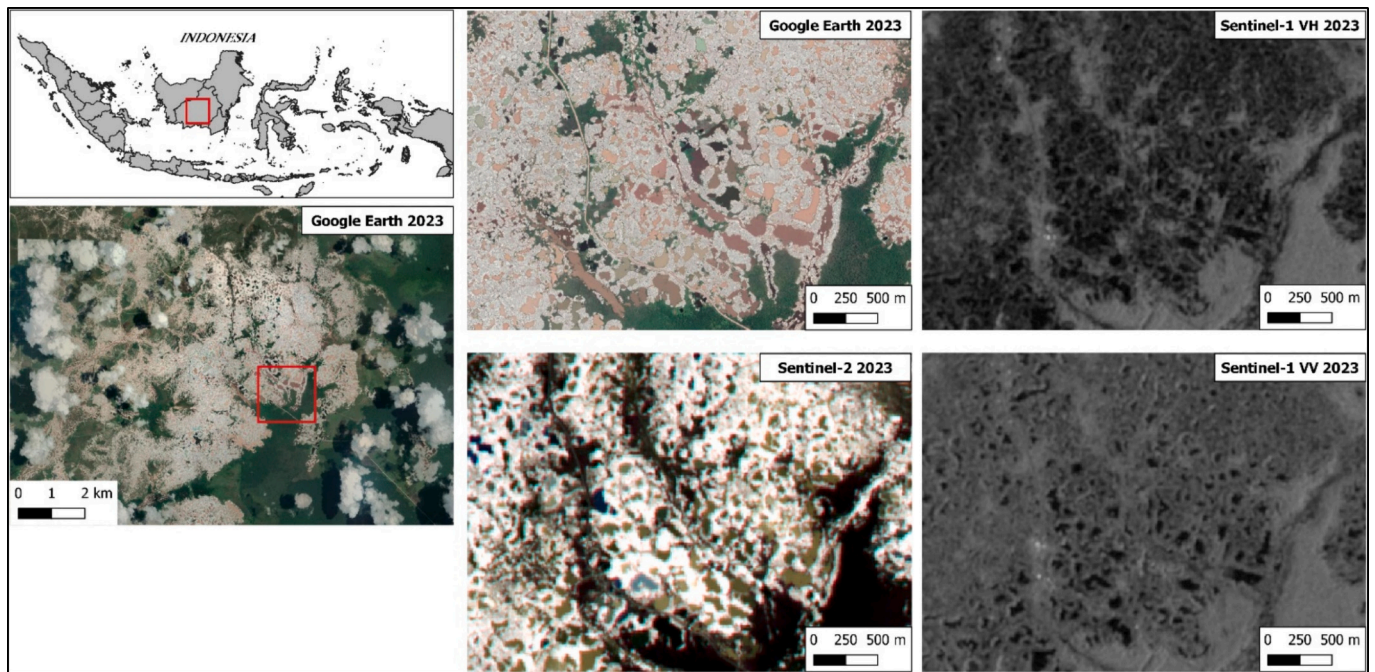 INDONESIA
Google Earth 2023
0 1 2 km
Google Earth 2023
0 250 500 m
Sentinel-1 VH 2023
0 250 500 m
Sentinel-2 2023
0 250 500 m
Sentinel-1 VV 2023
0 250 500 m